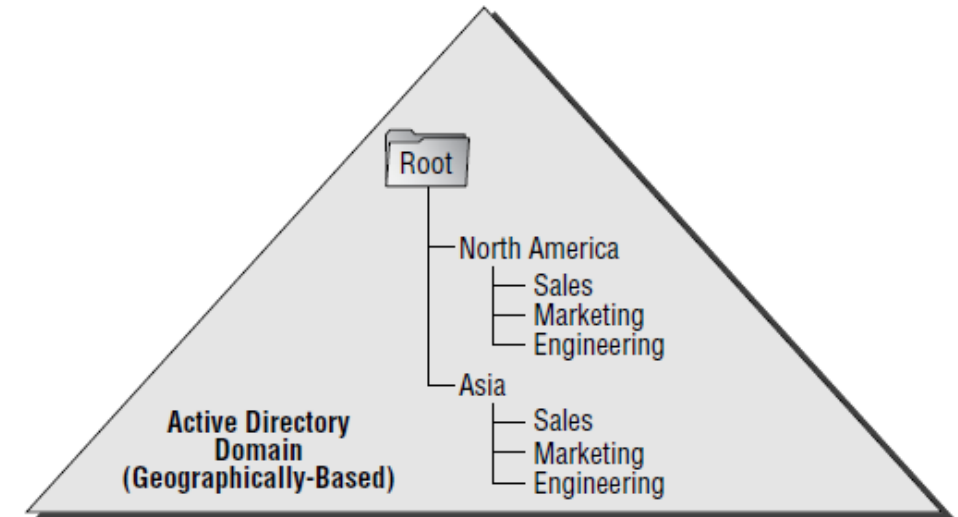 Root
North America
Sales
Marketing
Engineering
Asia
Sales
Marketing
Engineering
Active Directory
Domain
(Geographically-Based)